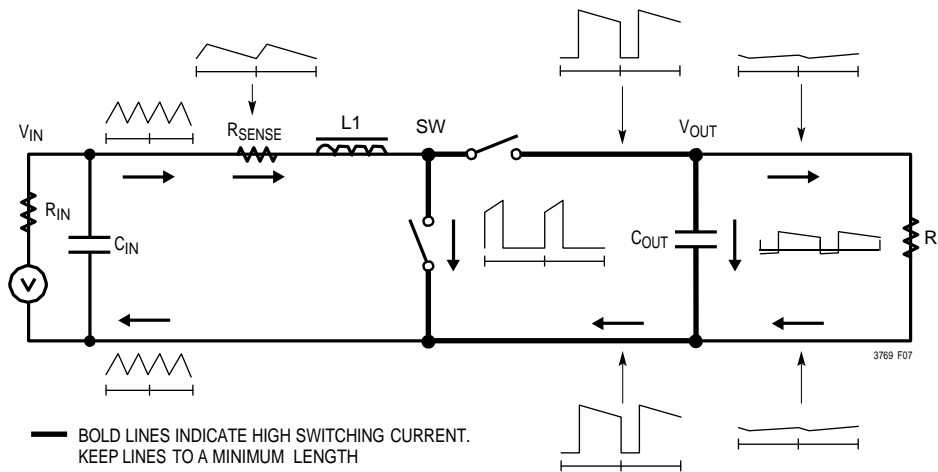 VIN
RSENSE
L1
SW
VOUT
RIN
CIN
COUT
R
V
3769 F07
BOLD LINES INDICATE HIGH SWITCHING CURRENT.
KEEP LINES TO A MINIMUM LENGTH